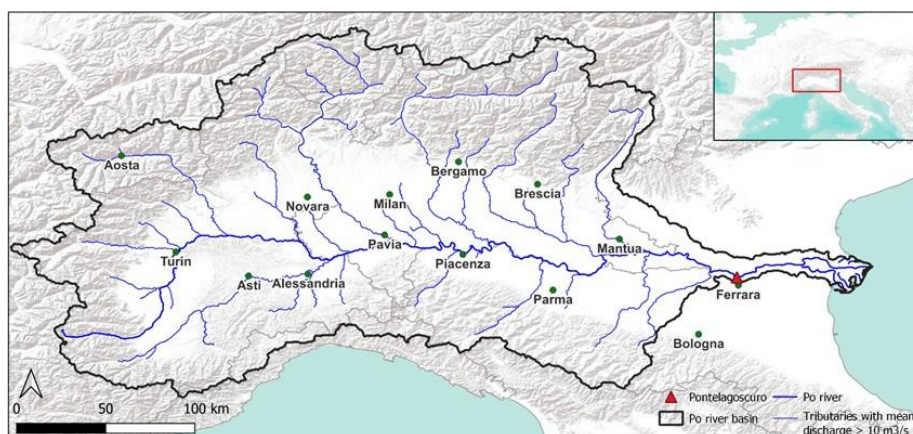 Aosta
Bergamo
Brescia
Novara
Milan
Pavia
Mantua
Turín
Piacenza
Asti
Alessandria
Parma
Ferrara
Bologna
0 50 100 km
Pontelagoscuro
Po river
Po river basin
Tributaries with mean
discharge > 10 m3/s